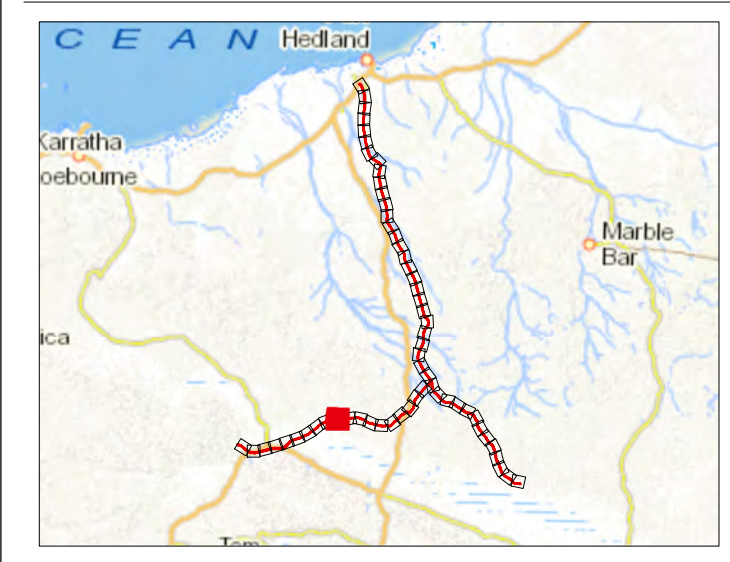 C E A N
Hedland
Karratha
oebourne
Marble
Bar
ica
Tom